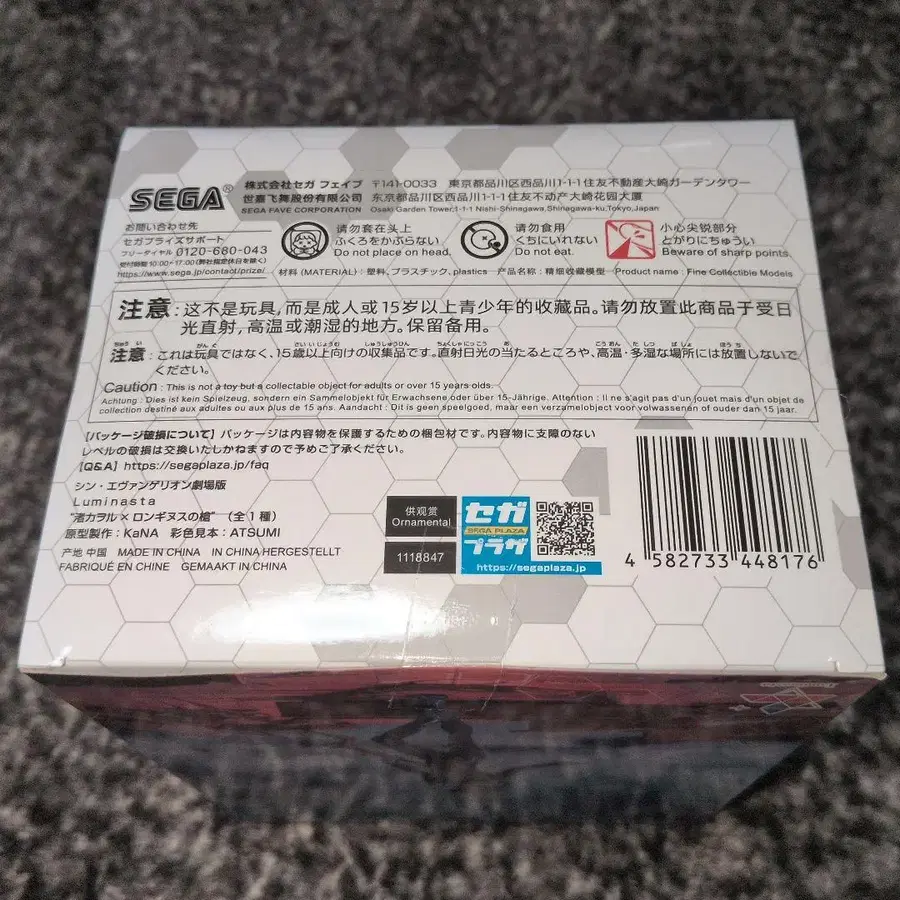 SEGA®
株式会社セガ フェイブ 〒141-0033 東京都品川区西品川1-1-1住友不動産大崎ガーデンタワー
世嘉飞舞股份有限公司 东京都品川区西品川1-1-1住友不动产大崎花园大厦
SEGA FAVE CORPORATION Osaki Garden Tower,1-1-1 Nishi-Shinagawa,Shinagawa-ku,Tokyo,Japan
お問い合わせ先
セガプライズサポート
フリーダイヤル 0120-680-043
受付時間10:00~17:00(弊社指定休日を除く)
https://www.sega.jp/contact/prize/
请勿套在头上
ふくろをかぶらない
Do not place on head.
请勿食用
くちにいれない
Do not eat.
小心尖锐部分
とがりにちゅうい
Beware of sharp points.
材料 (MATERIAL) : 塑料, プラスチック, plastics 产品名称 : 精细收藏模型 Product name : Fine Collectible Models
注意 : 这不是玩具, 而是成人或15岁以上青少年的收藏品。请勿放置此商品于受日
光直射, 高温或潮湿的地方。保留备用。
注意 : これは玩具ではなく、15歳以上向けの収集品です。直射日光の当たるところや、高温・多湿な場所には放置しないで
ください。
Caution : This is not a toy but a collectable object for adults or over 15 years olds.
Achtung : Dies ist kein Spielzeug, sondern ein Sammelobjekt für Erwachsene oder über 15-Jährige. Attention : Il ne s'agit pas d'un jouet mais d'un objet de
collection destiné aux adultes ou aux plus de 15 ans. Aandacht : Dit is geen speelgoed, maar een verzamelobject voor volwassenen of ouder dan 15 jaar.
【パッケージ破損について】パッケージは内容物を保護するための梱包材です。内容物に支障のない
レベルの破損は交換いたしかねますので予めご了承ください。
【Q&A】https://segaplaza.jp/faq
シン・エヴァンゲリオン劇場版
Luminasta
"渚カヲル×ロンギヌスの槍" (全1種)
原型製作 : KaNA 彩色見本 : ATSUMI
产地 中国 MADE IN CHINA IN CHINA HERGESTELLT
FABRIQUÉ EN CHINE GEMAAKT IN CHINA
供观赏
Ornamental
1118847
セガ
SEGA PLAZA
プラザ
https://segaplaza.jp
4 582733 448176